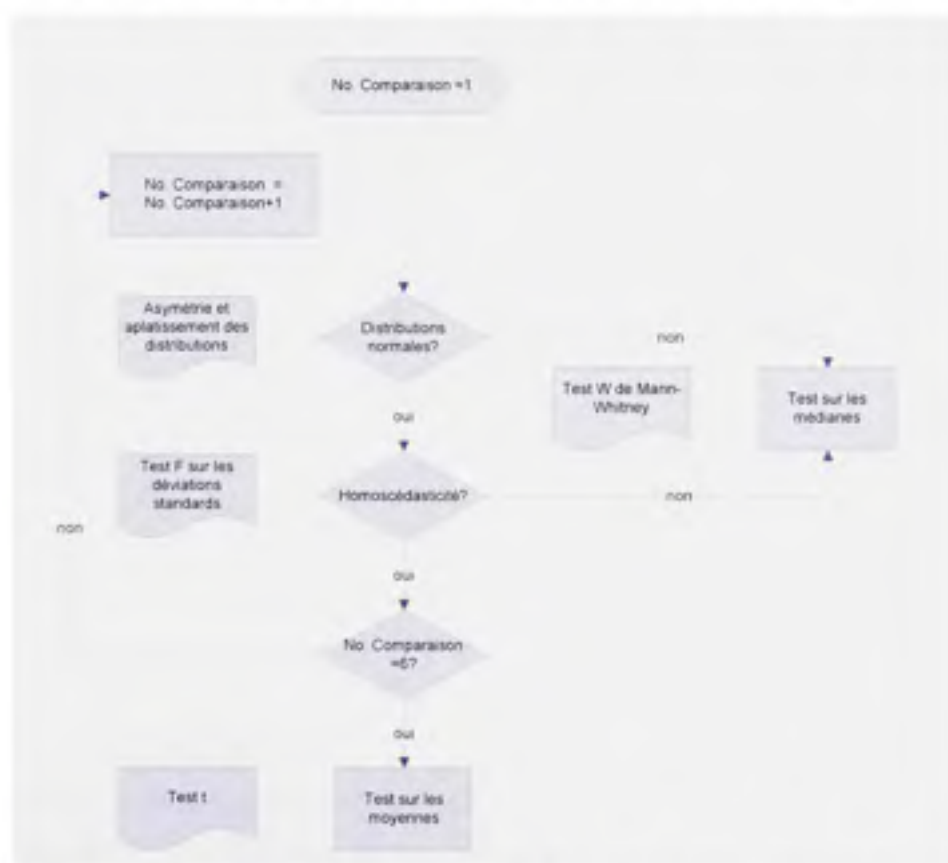 No. Comparaison =1
No. Comparaison =
No. Comparaison+1
Asymétrie et
aplatissement des
distributions
Distributions
normales?
non
Test W de Mann-
Whitney
Test sur les
médianes
oui
Test F sur les
déviations
standards
Homoscédasticité?
non
non
oui
No. Comparaison
=6?
oui
Test t
Test sur les
moyennes